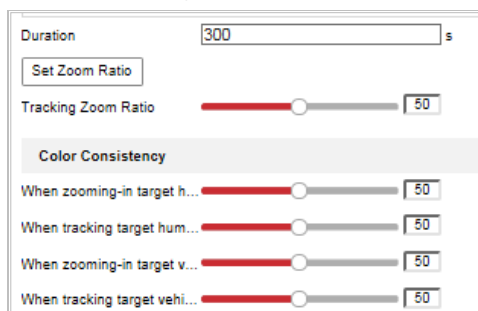 Duration 300 s
Set Zoom Ratio
Tracking Zoom Ratio 50
Color Consistency
When zooming-in target h... 50
When tracking target hum... 50
When zooming-in target v... 50
When tracking target vehi... 50